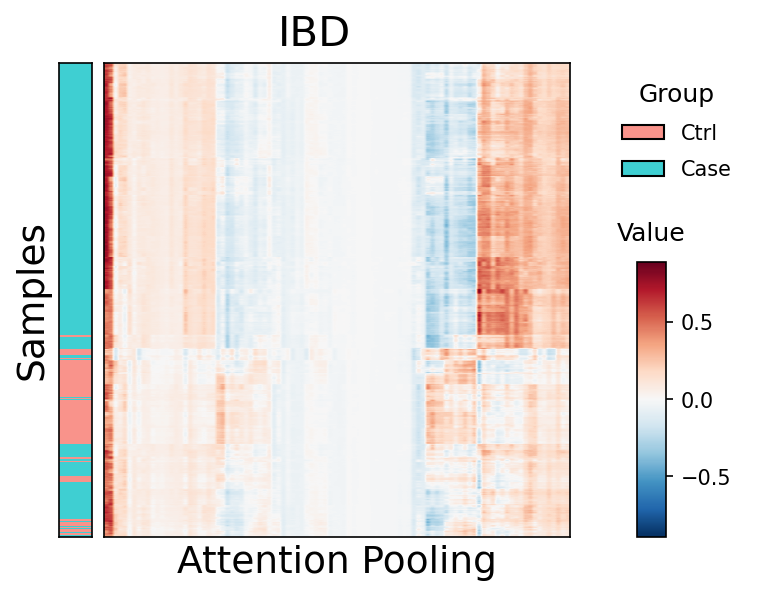 IBD
Samples
Attention Pooling
Group
Ctrl
Case
Value
0.5
0.0
−0.5